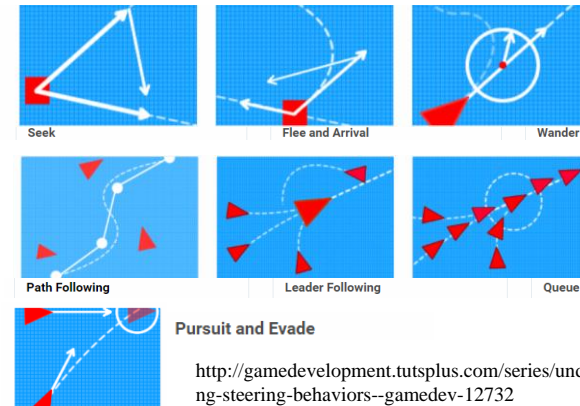 Seek
Flee and Arrival
Wander
Path Following
Leader Following
Queue
Pursuit and Evade
http://gamedevelopment.tutsplus.com/series/und
ng-steering-behaviors--gamedev-12732